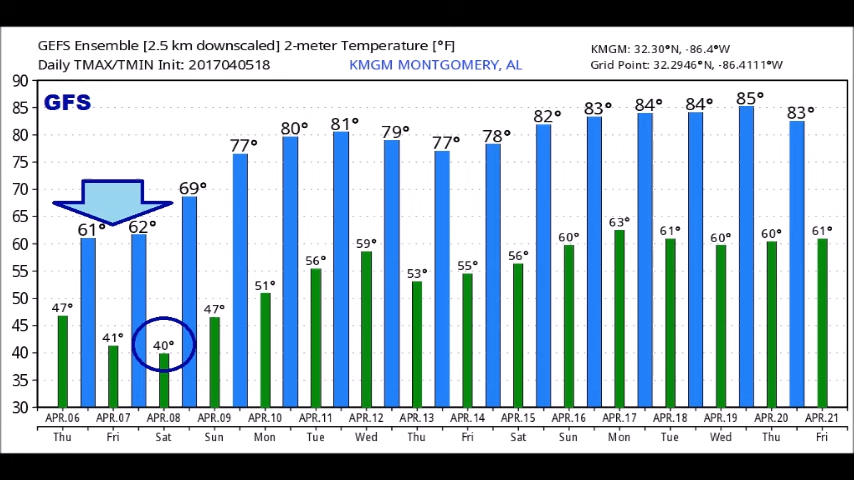 GEFS Ensemble [2.5 km downscaled] 2-meter Temperature [°F]
KMGM: 32.30°N, -86.4°W
Daily TMAX/TMIN Init: 2017040518
KMGM MONTGOMERY, AL
Grid Point: 32.2946°N, -86.4111°W
GFS
90
85
80
75
70
65
60
55
50
45
40
35
30
61° 62° 69° 77° 80° 81° 79° 77° 78° 82° 83° 84° 84° 85° 83°
47° 41° 40° 47° 51° 56° 59° 53° 55° 56° 60° 63° 61° 60° 60° 61°
APR.06 APR.07 APR.08 APR.09 APR.10 APR.11 APR.12 APR.13 APR.14 APR.15 APR.16 APR.17 APR.18 APR.19 APR.20 APR.21
Thu Fri Sat Sun Mon Tue Wed Thu Fri Sat Sun Mon Tue Wed Thu Fri